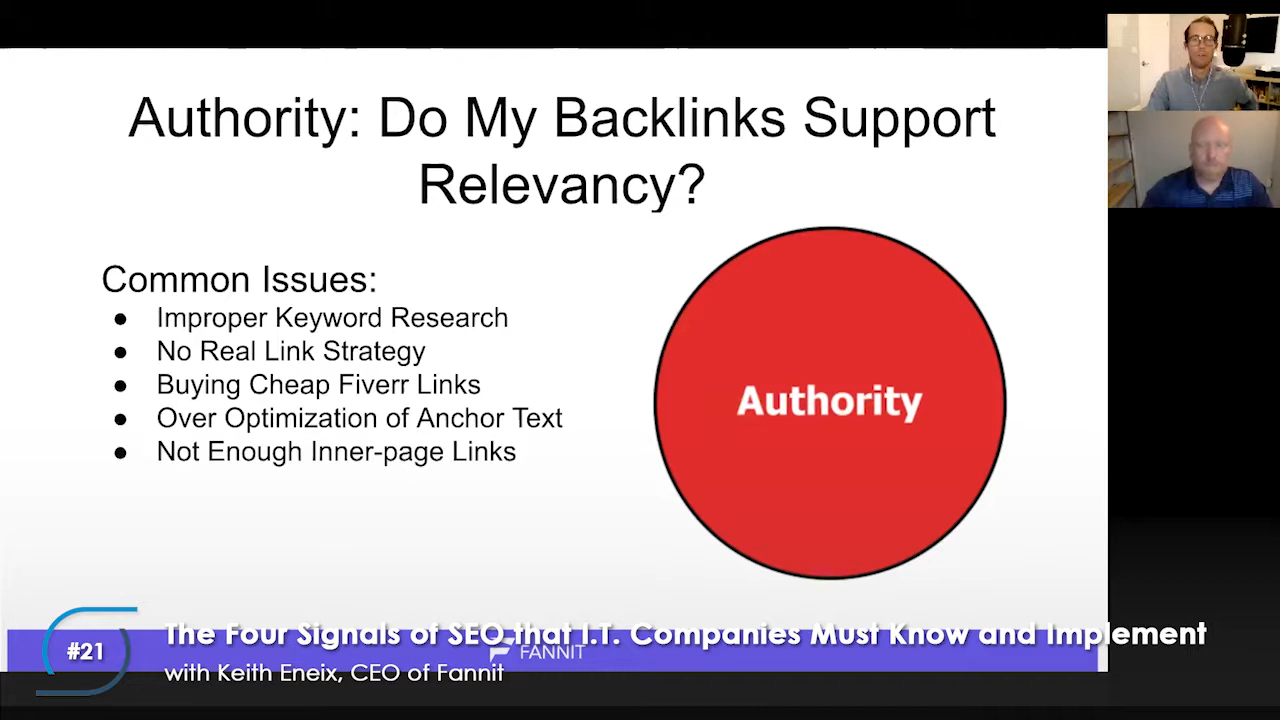 Authority: Do My Backlinks Support
Relevancy?
Common Issues:
● Improper Keyword Research
● No Real Link Strategy
● Buying Cheap Fiverr Links
● Over Optimization of Anchor Text
● Not Enough Inner-page Links
Authority
#21
The Four Signals of SEO that I.T. Companies Must Know and Implement
FANNIT
with Keith Eneix, CEO of Fannit